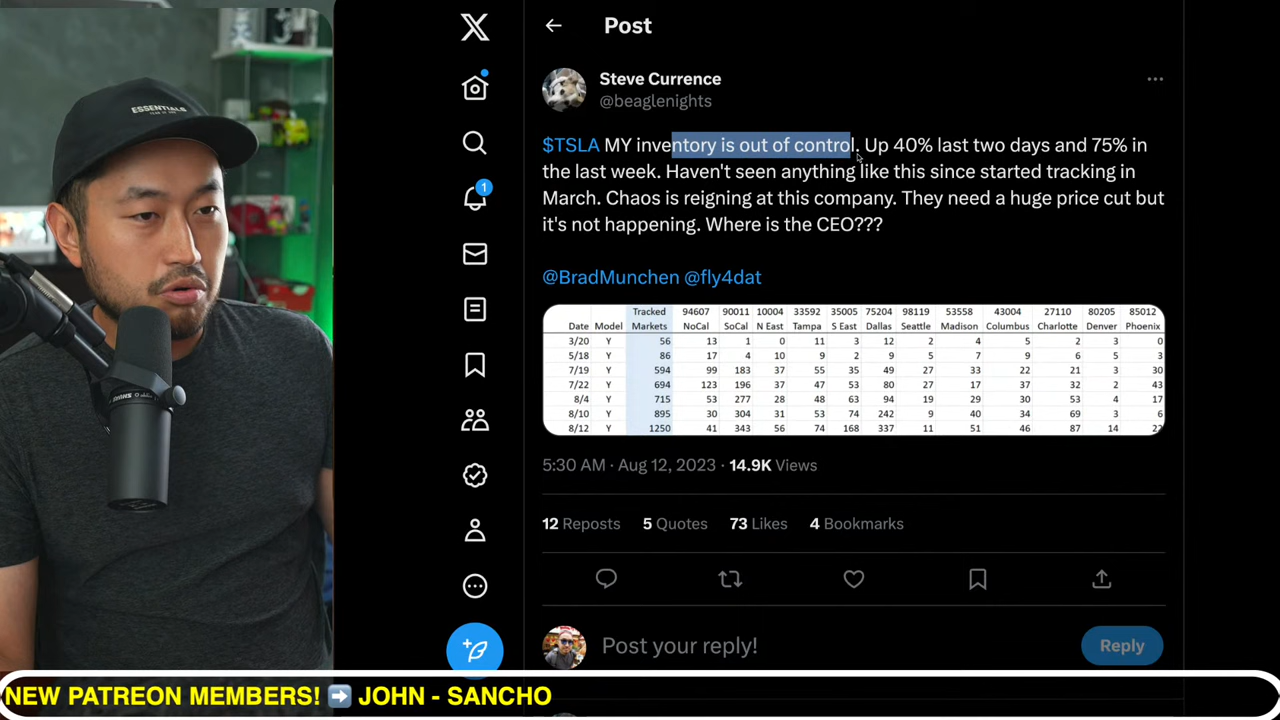 ESSENTIALS
X
Post
Steve Currence
@beaglenights
$TSLA MY inventory is out of control. Up 40% last two days and 75% in
the last week. Haven't seen anything like this since started tracking in
March. Chaos is reigning at this company. They need a huge price cut but
it's not happening. Where is the CEO???
@BradMunchen @fly4dat
Tracked 94607 90011 10004 33592 35005 75204 98119 53558 43004 27110 80205 85012
Date Model Markets NoCal SoCal N East Tampa S East Dallas Seattle Madison Columbus Charlotte Denver Phoenix
3/20 Y 56 13 1 0 11 3 12 2 4 5 2 3 0
5/18 Y 86 17 4 10 9 2 9 5 7 9 6 5 3
7/19 Y 594 99 183 37 55 35 49 27 33 22 21 3 30
7/22 Y 694 123 196 37 47 53 80 27 17 37 32 2 43
8/4 Y 715 53 277 28 48 63 94 19 29 30 53 4 17
8/10 Y 895 30 304 31 53 74 242 9 40 34 69 3 6
8/12 Y 1250 41 343 56 74 168 337 11 51 46 87 14 22
5:30 AM · Aug 12, 2023 · 14.9K Views
12 Reposts 5 Quotes 73 Likes 4 Bookmarks
1
Post your reply!
Reply
SHURE
NEW PATREON MEMBERS! ➡️ JOHN - SANCHO